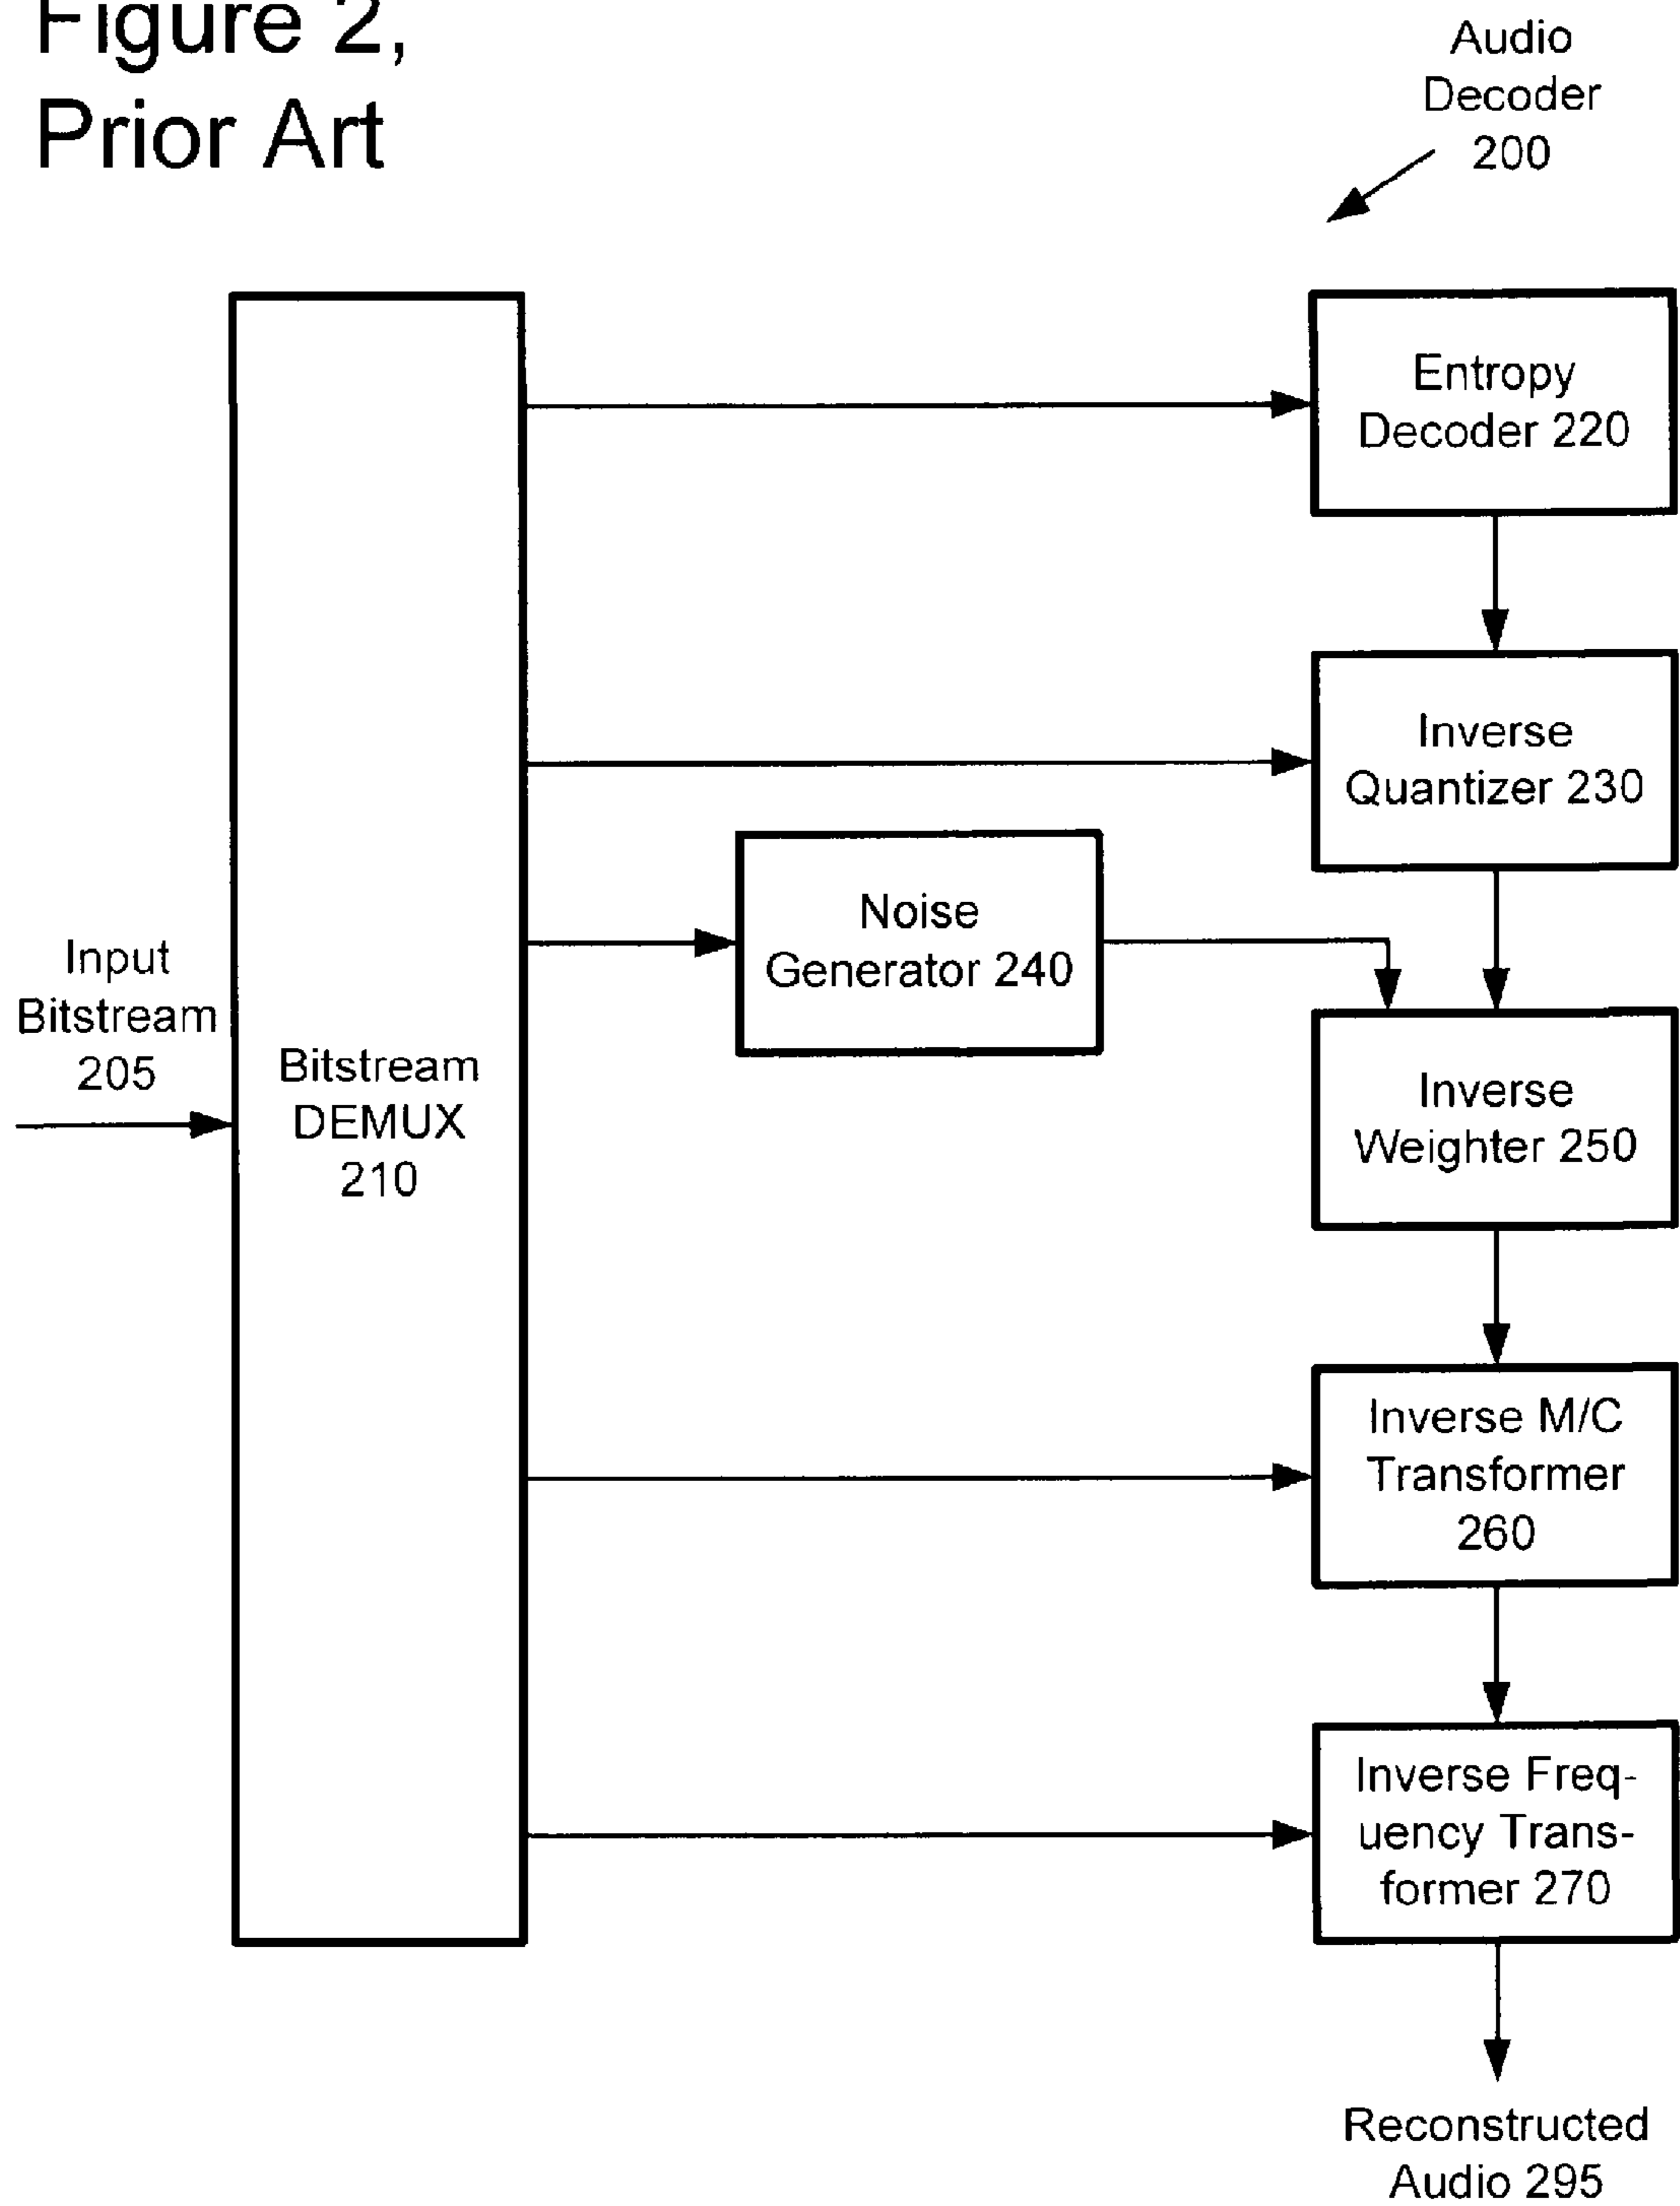 Figure 2,
Prior Art
Audio
Decoder
200
Entropy
Decoder 220
Inverse
Quantizer 230
Noise
Generator 240
Input
Bitstream
205
Bitstream
DEMUX
210
Inverse
Weighter 250
Inverse M/C
Transformer
260
Inverse Freq-
uency Trans-
former 270
Reconstructed
Audio 295